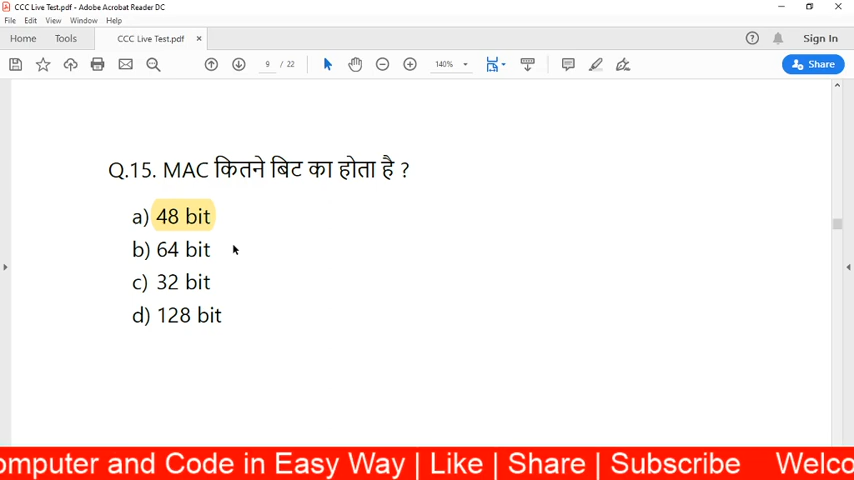 CCC Live Test.pdf - Adobe Acrobat Reader DC
File Edit View Window Help
Home Tools CCC Live Test.pdf × Sign In
9 / 22 140% Share
Q.15. MAC कितने बिट का होता है ?
a) 48 bit
b) 64 bit
c) 32 bit
d) 128 bit
omputer and Code in Easy Way | Like | Share | Subscribe Welco